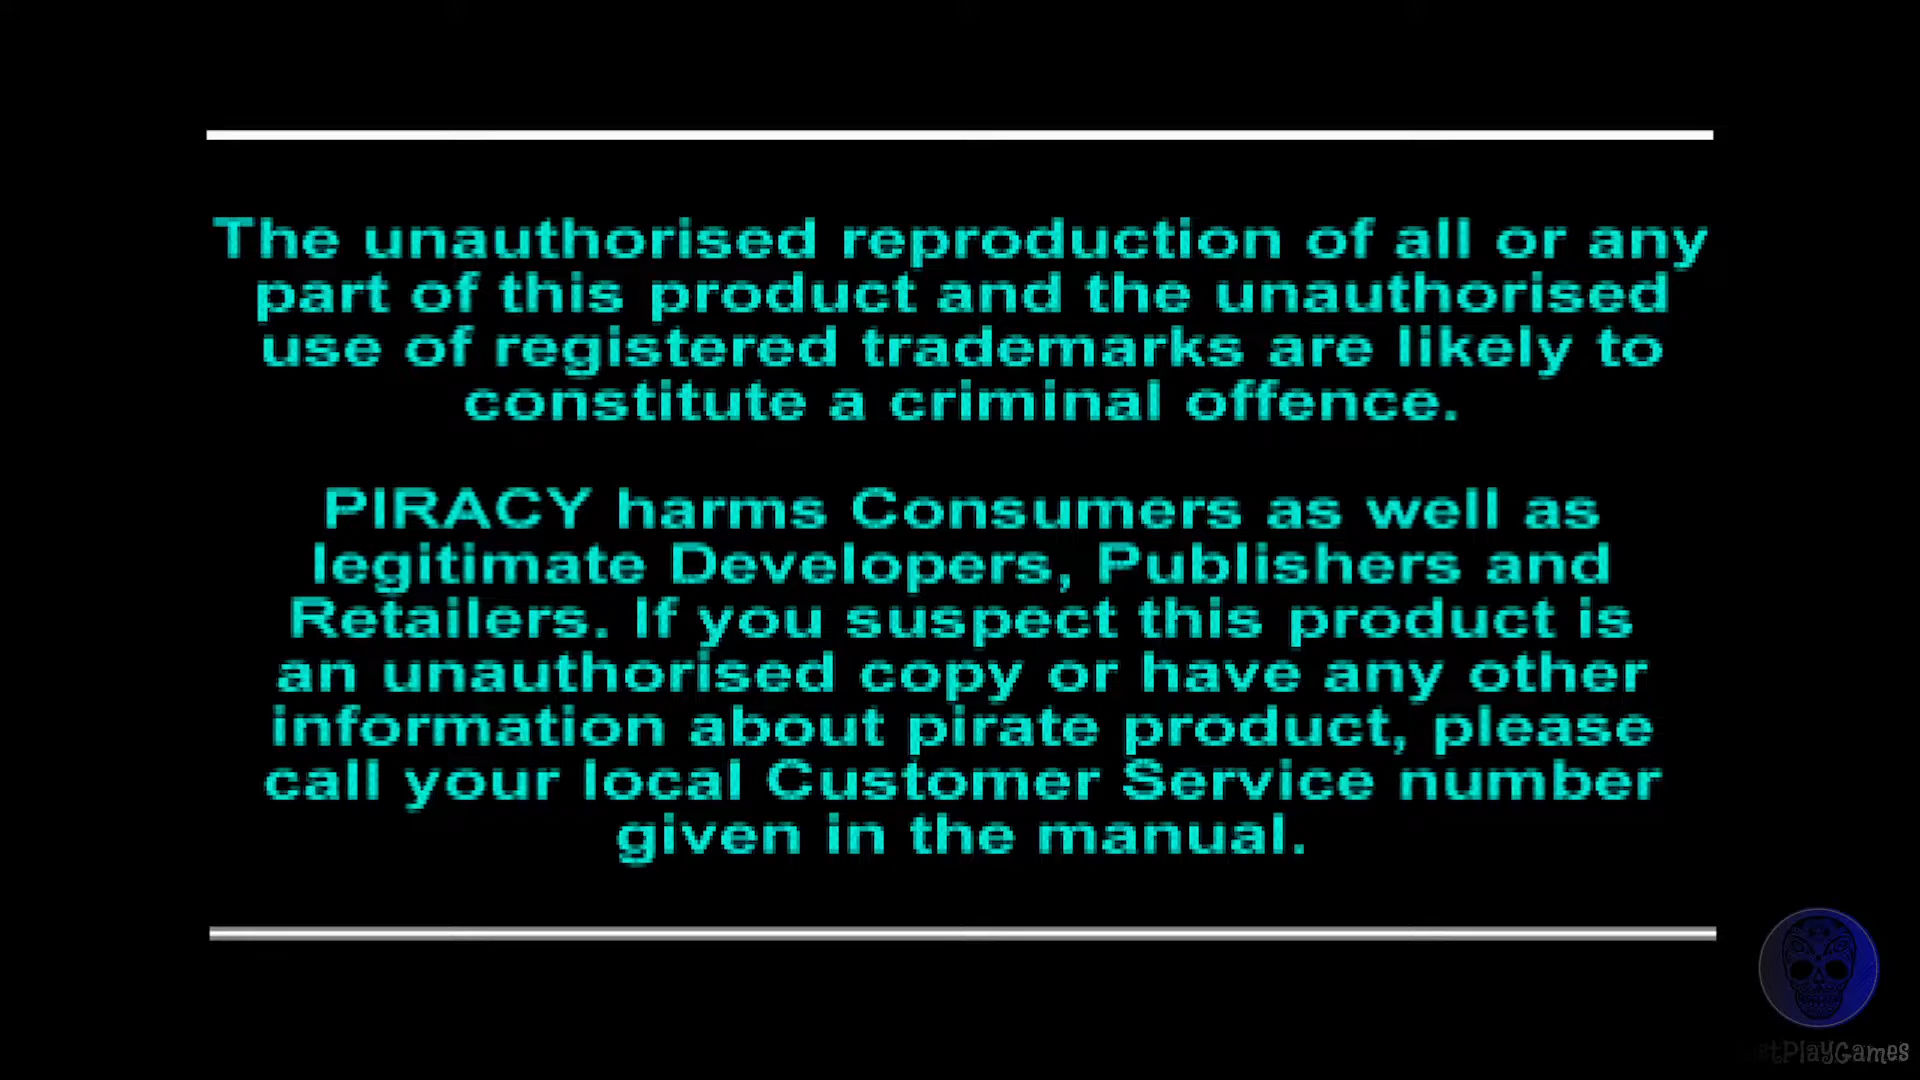 The unauthorised reproduction of all or any
part of this product and the unauthorised
use of registered trademarks are likely to
constitute a criminal offence.
PIRACY harms Consumers as well as
legitimate Developers, Publishers and
Retailers. If you suspect this product is
an unauthorised copy or have any other
information about pirate product, please
call your local Customer Service number
given in the manual.